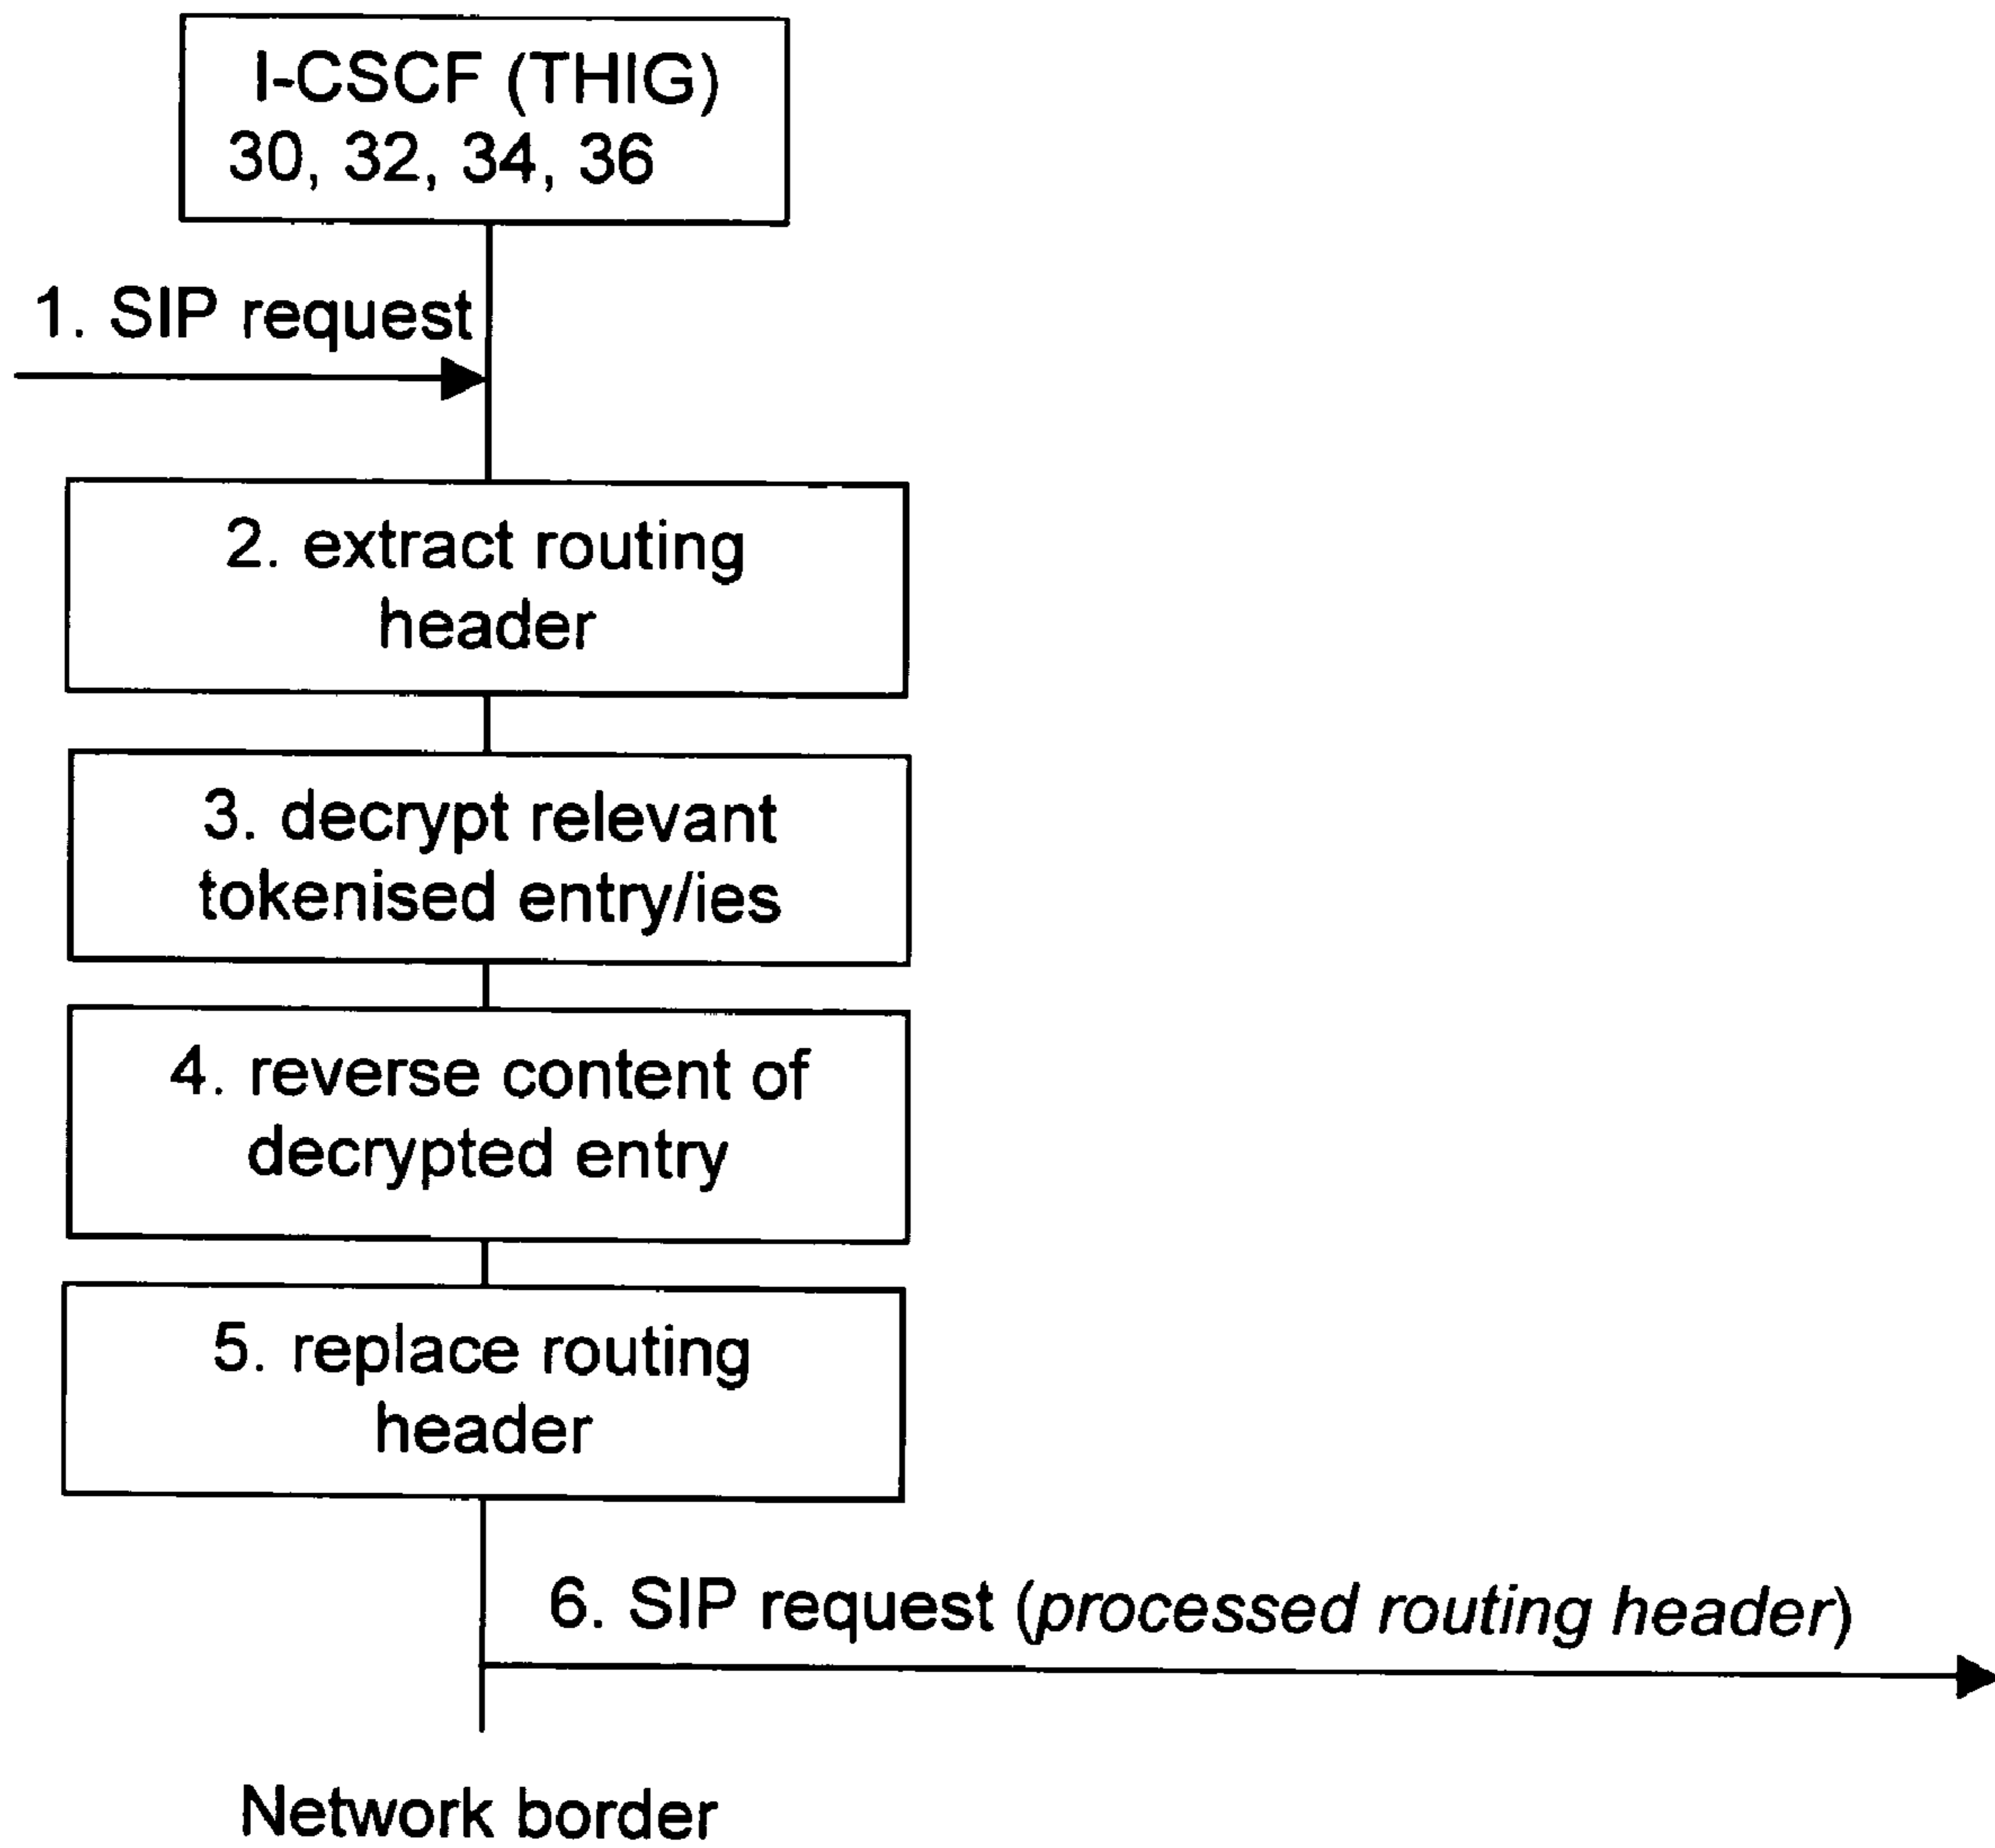 I-CSCF (THIG)
30, 32, 34, 36
1. SIP request
2. extract routing
header
3. decrypt relevant
tokenised entry/ies
4. reverse content of
decrypted entry
5. replace routing
header
6. SIP request (processed routing header)
Network border